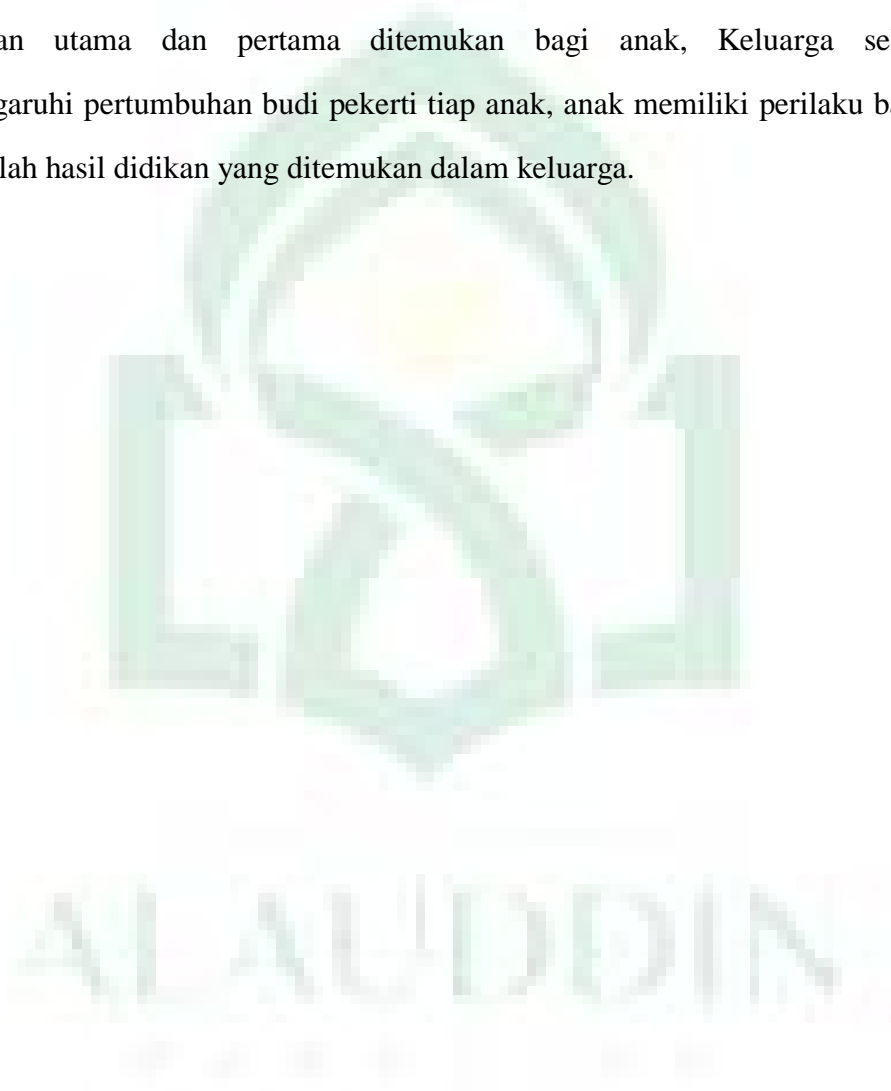 an utama dan pertama ditemukan bagi anak, Keluarga se
garuhi pertumbuhan budi pekerti tiap anak, anak memiliki perilaku ba
lah hasil didikan yang ditemukan dalam keluarga.
ALAUDDIN